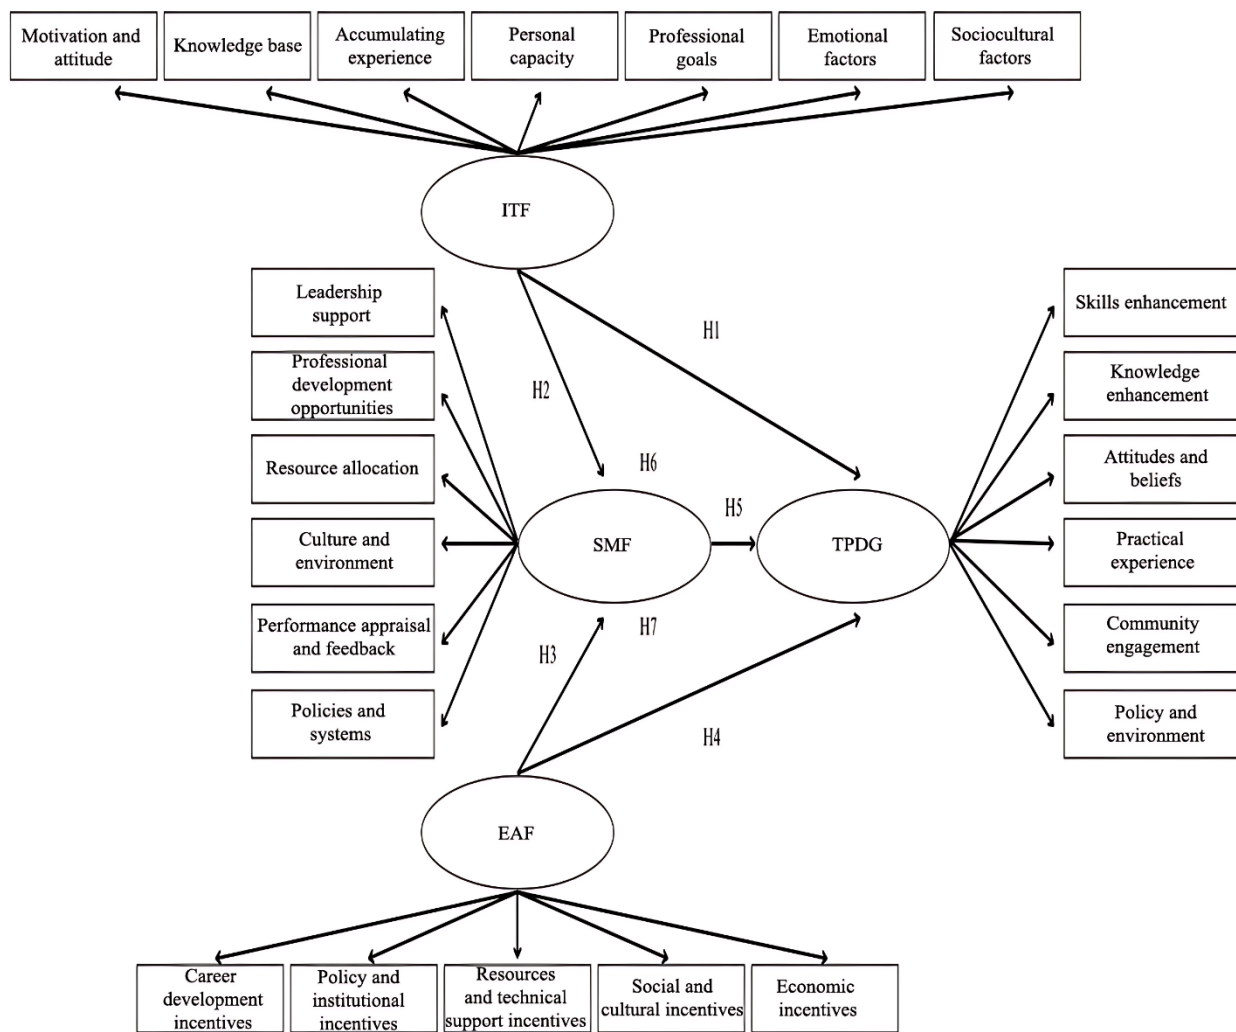 Motivation and
attitude
Knowledge base
Accumulating
experience
Personal
capacity
Professional
goals
Emotional
factors
Sociocultural
factors
ITF
Leadership
support
Professional
development
opportunities
Resource allocation
Culture and
environment
Performance appraisal
and feedback
Policies and
systems
H1
H2
H6
SMF
H5
TPDG
H7
H3
H4
Skills enhancement
Knowledge
enhancement
Attitudes and
beliefs
Practical
experience
Community
engagement
Policy and
environment
EAF
Career
development
incentives
Policy and
institutional
incentives
Resources
and technical
support incentives
Social and
cultural incentives
Economic
incentives